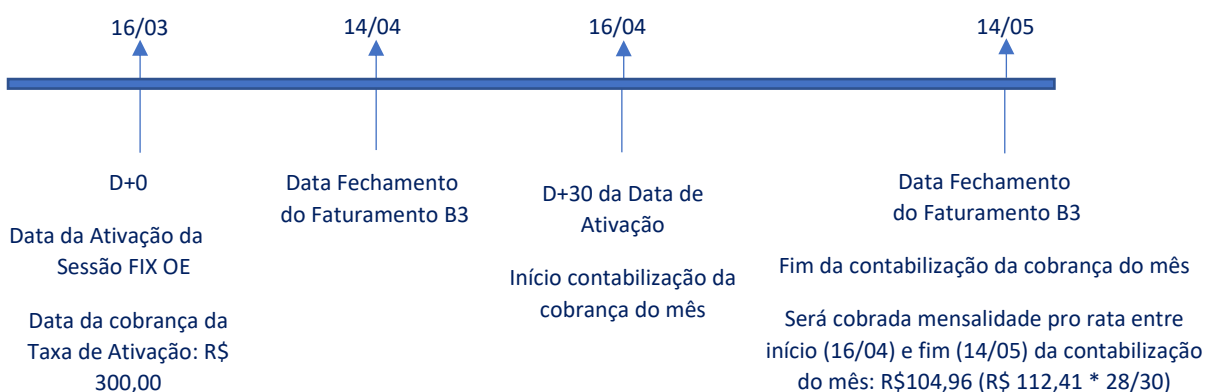 16/03
14/04
16/04
14/05
D+0
Data da Ativação da
Sessão FIX OE
Data da cobrança da
Taxa de Ativação: R$
300,00
Data Fechamento
do Faturamento B3
D+30 da Data de
Ativação
Início contabilização da
cobrança do mês
Data Fechamento
do Faturamento B3
Fim da contabilização da cobrança do mês
Será cobrada mensalidade pro rata entre
início (16/04) e fim (14/05) da contabilização
do mês: R$104,96 (R$ 112,41 * 28/30)